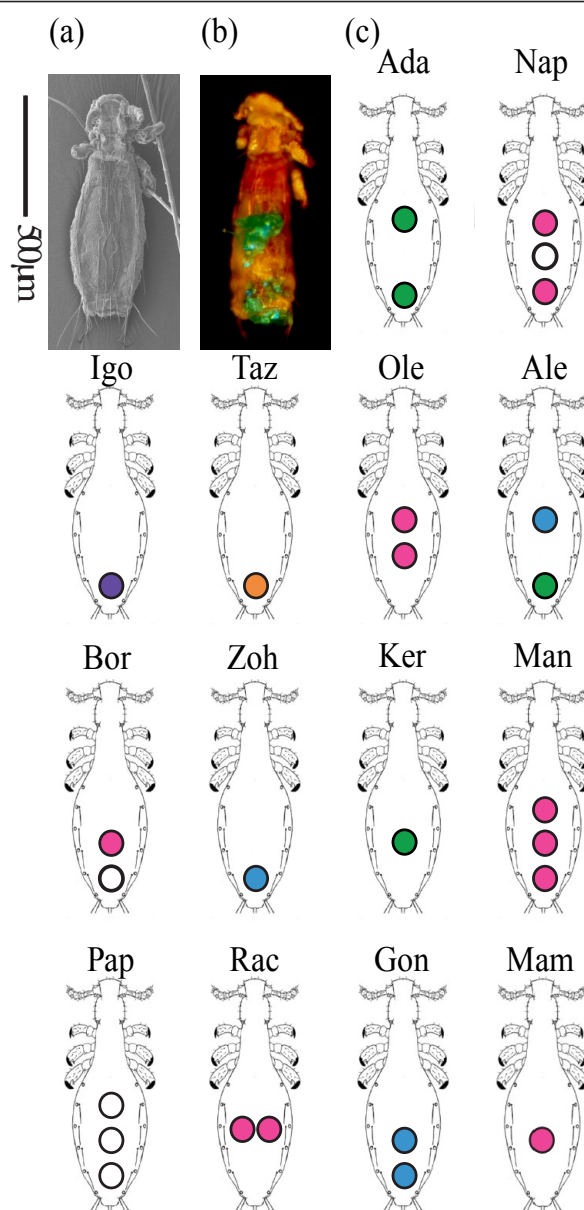 (a) (b) (c)
Ada Nap
500µm
Igo Taz Ole Ale
Bor Zoh Ker Man
Pap Rac Gon Mam